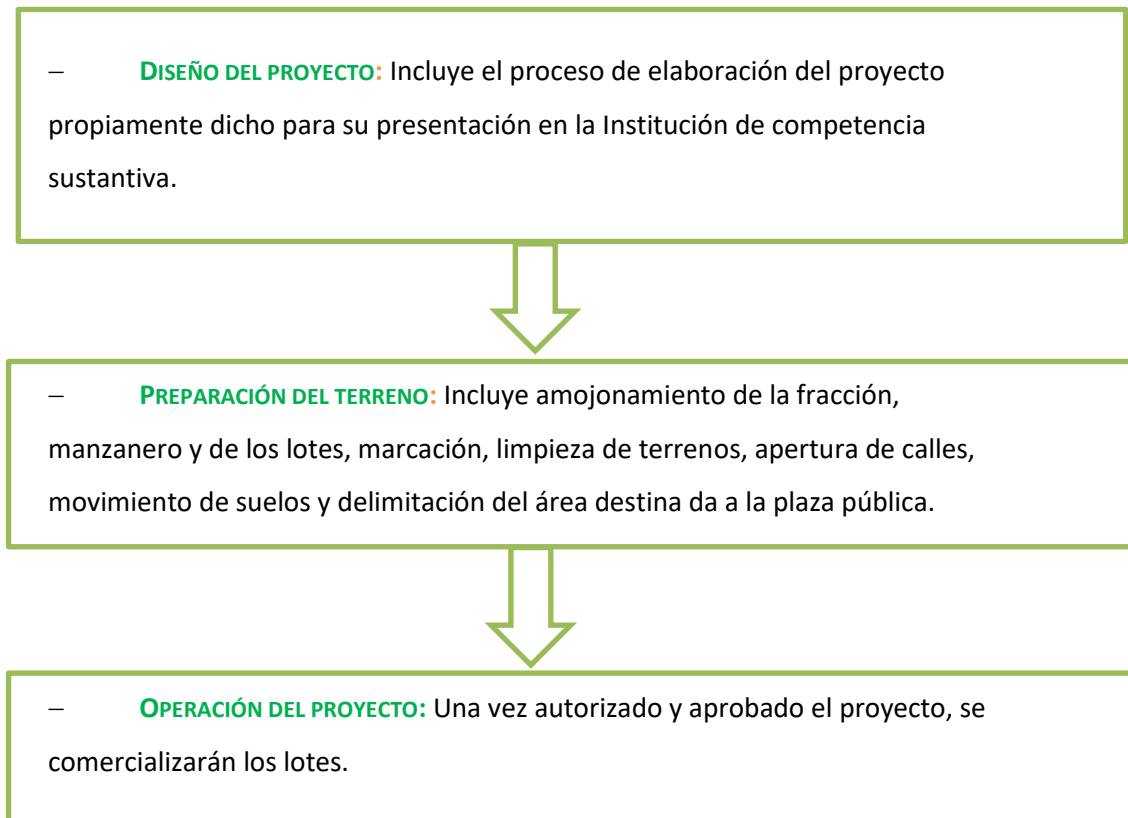 – DISEÑO DEL PROYECTO: Incluye el proceso de elaboración del proyecto
propiamente dicho para su presentación en la Institución de competencia
sustantiva.
– PREPARACIÓN DEL TERRENO: Incluye amojonamiento de la fracción,
manzanero y de los lotes, marcación, limpieza de terrenos, apertura de calles,
movimiento de suelos y delimitación del área destina da a la plaza pública.
– OPERACIÓN DEL PROYECTO: Una vez autorizado y aprobado el proyecto, se
comercializarán los lotes.